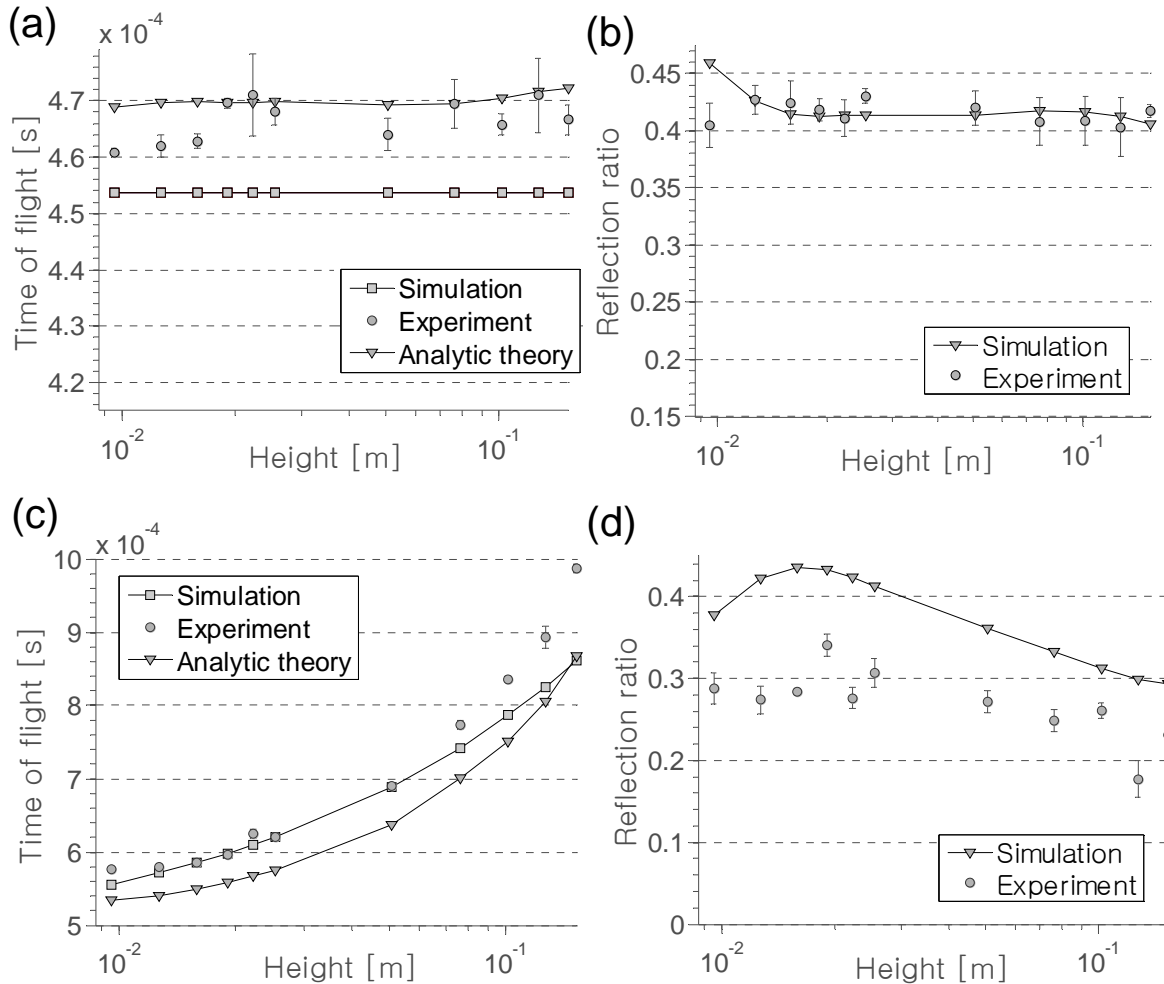 (a)
x 10⁻⁴
4.7
4.6
4.5
4.4
4.3
4.2
Time of flight [s]
Simulation
Experiment
Analytic theory
10⁻²
10⁻¹
Height [m]
(b)
0.45
0.4
0.35
0.3
0.25
0.2
0.15
Reflection ratio
Simulation
Experiment
10⁻²
10⁻¹
Height [m]
(c)
x 10⁻⁴
10
9
8
7
6
5
Time of flight [s]
Simulation
Experiment
Analytic theory
10⁻²
10⁻¹
Height [m]
(d)
0.4
0.3
0.2
0.1
0
Reflection ratio
Simulation
Experiment
10⁻²
10⁻¹
Height [m]